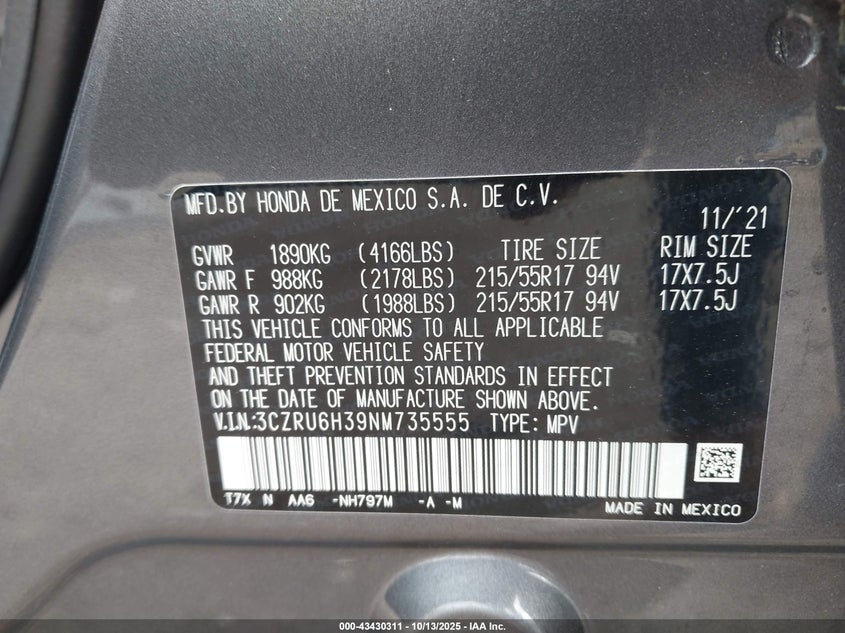 MFD.BY HONDA DE MEXICO S.A. DE C.V.
11/'21
GVWR 1890KG (4166LBS) TIRE SIZE RIM SIZE
GAWR F 988KG (2178LBS) 215/55R17 94V 17X7.5J
GAWR R 902KG (1988LBS) 215/55R17 94V 17X7.5J
THIS VEHICLE CONFORMS TO ALL APPLICABLE
FEDERAL MOTOR VEHICLE SAFETY
AND THEFT PREVENTION STANDARDS IN EFFECT
ON THE DATE OF MANUFACTURE SHOWN ABOVE.
V.I.N:3CZRU6H39NM735555 TYPE: MPV
T7X N AA6 -NH797M -A -M
MADE IN MEXICO
000-43430311 - 10/13/2025 - IAA Inc.